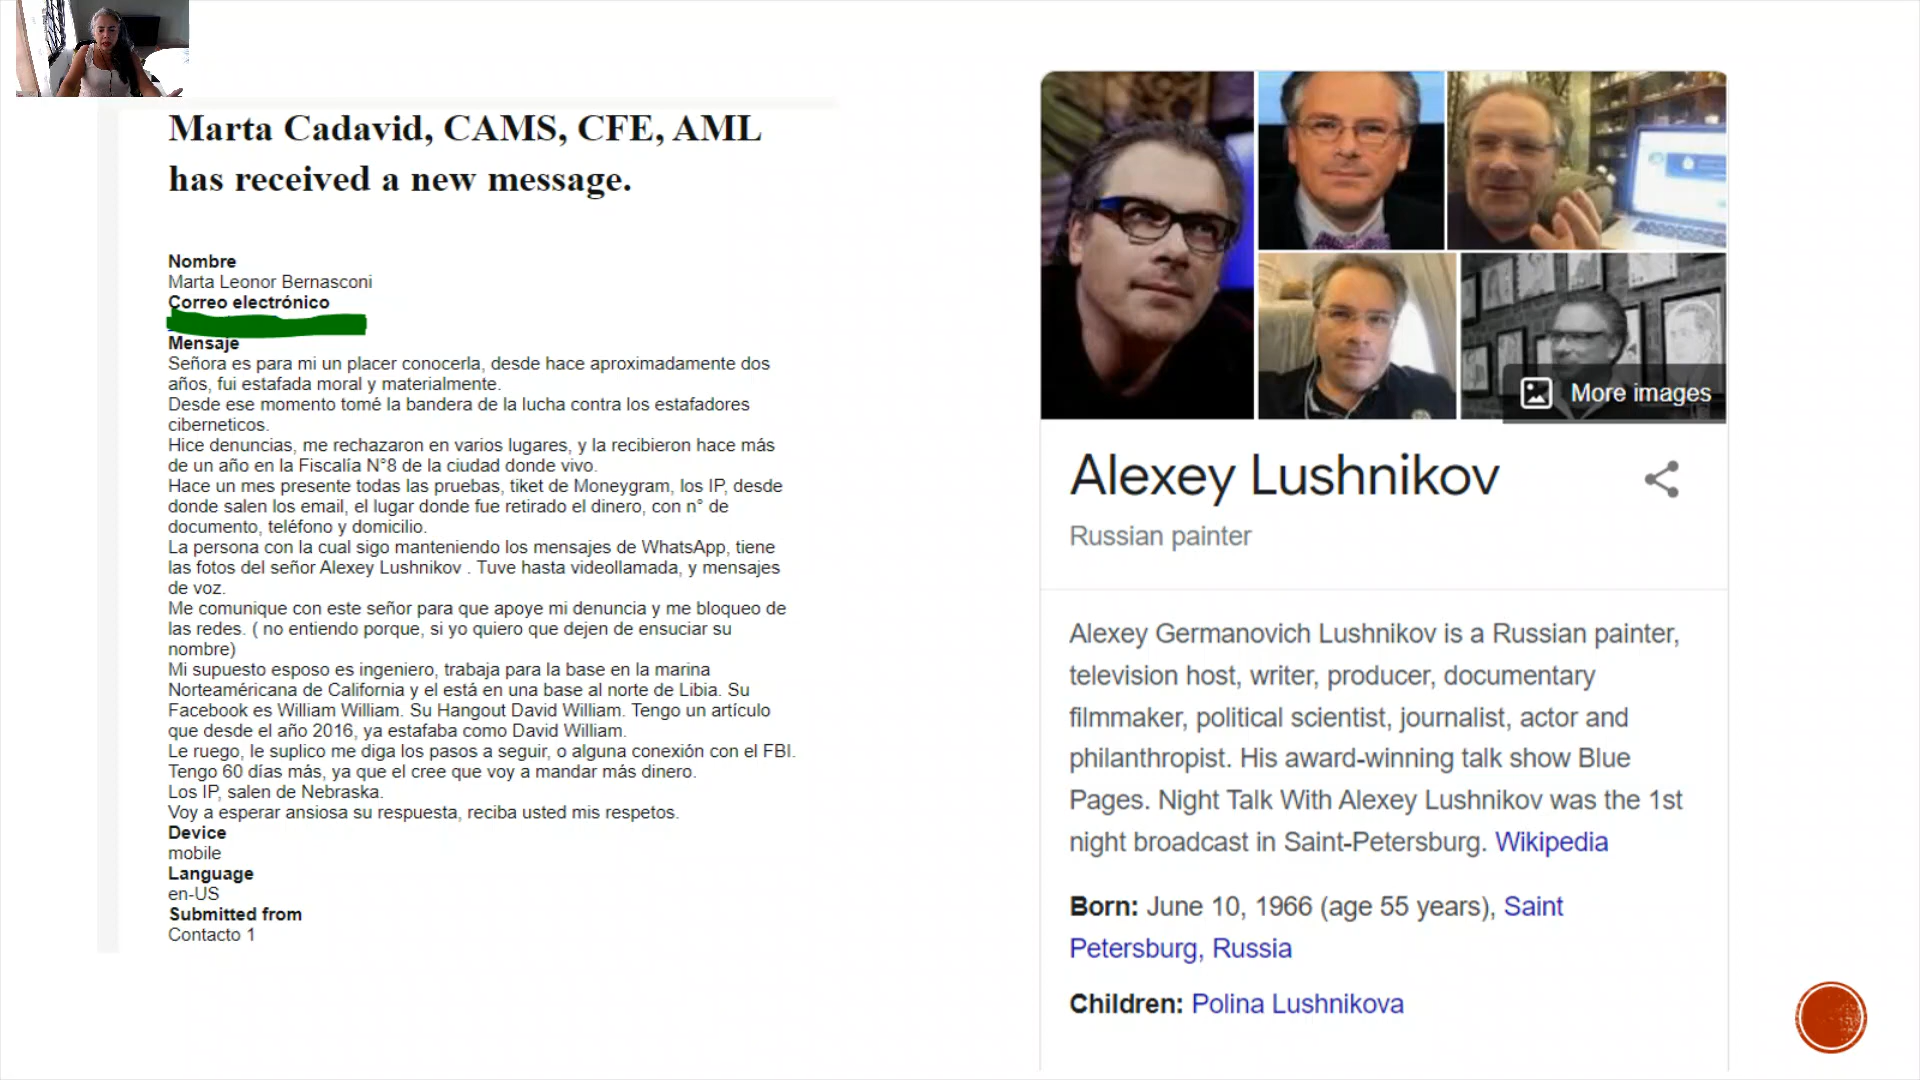 Marta Cadavid, CAMS, CFE, AML
has received a new message.
Nombre
Marta Leonor Bernasconi
Correo electrónico
Mensaje
Señora es para mi un placer conocerla, desde hace aproximadamente dos
años, fui estafada moral y materialmente.
Desde ese momento tomé la bandera de la lucha contra los estafadores
ciberneticos.
Hice denuncias, me rechazaron en varios lugares, y la recibieron hace más
de un año en la Fiscalía N°8 de la ciudad donde vivo.
Hace un mes presente todas las pruebas, tiket de Moneygram, los IP, desde
donde salen los email, el lugar donde fue retirado el dinero, con n° de
documento, teléfono y domicilio.
La persona con la cual sigo manteniendo los mensajes de WhatsApp, tiene
las fotos del señor Alexey Lushnikov . Tuve hasta videollamada, y mensajes
de voz.
Me comunique con este señor para que apoye mi denuncia y me bloqueo de
las redes. ( no entiendo porque, si yo quiero que dejen de ensuciar su
nombre)
Mi supuesto esposo es ingeniero, trabaja para la base en la marina
Norteaméricana de California y el está en una base al norte de Libia. Su
Facebook es William William. Su Hangout David William. Tengo un artículo
que desde el año 2016, ya estafaba como David William.
Le ruego, le suplico me diga los pasos a seguir, o alguna conexión con el FBI.
Tengo 60 días más, ya que el cree que voy a mandar más dinero.
Los IP, salen de Nebraska.
Voy a esperar ansiosa su respuesta, reciba usted mis respetos.
Device
mobile
Language
en-US
Submitted from
Contacto 1
More images
Alexey Lushnikov
Russian painter
Alexey Germanovich Lushnikov is a Russian painter,
television host, writer, producer, documentary
filmmaker, political scientist, journalist, actor and
philanthropist. His award-winning talk show Blue
Pages. Night Talk With Alexey Lushnikov was the 1st
night broadcast in Saint-Petersburg. Wikipedia
Born: June 10, 1966 (age 55 years), Saint
Petersburg, Russia
Children: Polina Lushnikova